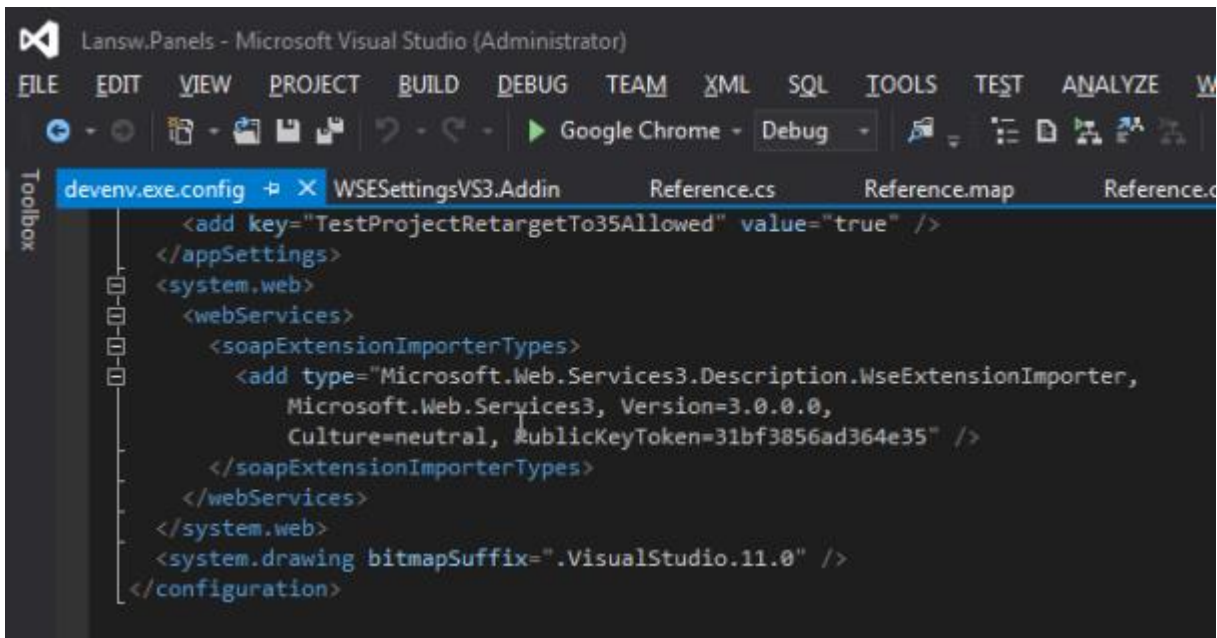 Lansw.Panels - Microsoft Visual Studio (Administrator)
FILE EDIT VIEW PROJECT BUILD DEBUG TEAM XML SQL TOOLS TEST ANALYZE W
Google Chrome Debug
Toolbox
devenv.exe.config WSESettingsVS3.Addin Reference.cs Reference.map Reference.c
<add key="TestProjectRetargetTo35Allowed" value="true" />
</appSettings>
<system.web>
<webServices>
<soapExtensionImporterTypes>
<add type="Microsoft.Web.Services3.Description.WseExtensionImporter,
Microsoft.Web.Services3, Version=3.0.0.0,
Culture=neutral, PublicKeyToken=31bf3856ad364e35" />
</soapExtensionImporterTypes>
</webServices>
</system.web>
<system.drawing bitmapSuffix=".VisualStudio.11.0" />
</configuration>